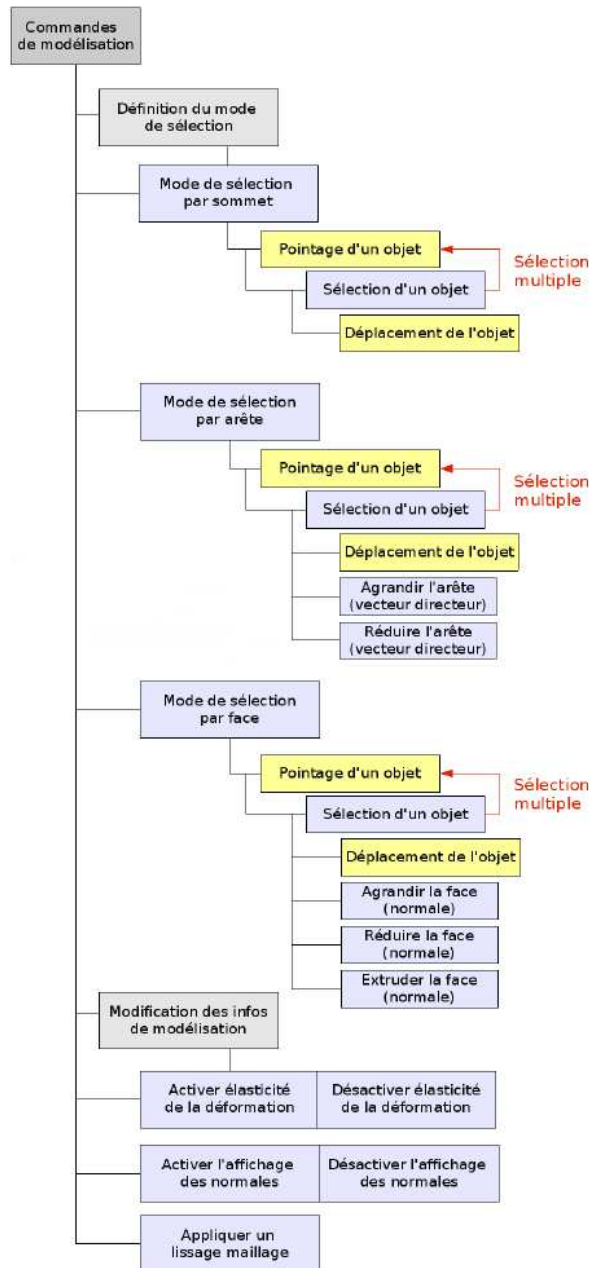 Commandes
de modélisation
Définition du mode
de sélection
Mode de sélection
par sommet
Pointage d'un objet
Sélection d'un objet
Sélection
multiple
Déplacement de l'objet
Mode de sélection
par arête
Pointage d'un objet
Sélection d'un objet
Sélection
multiple
Déplacement de l'objet
Agrandir l'arête
(vecteur directeur)
Réduire l'arête
(vecteur directeur)
Mode de sélection
par face
Pointage d'un objet
Sélection d'un objet
Sélection
multiple
Déplacement de l'objet
Agrandir la face
(normale)
Réduire la face
(normale)
Extruder la face
(normale)
Modification des infos
de modélisation
Activer élasticité
de la déformation
Désactiver élasticité
de la déformation
Activer l'affichage
des normales
Désactiver l'affichage
des normales
Appliquer un
lissage maillage